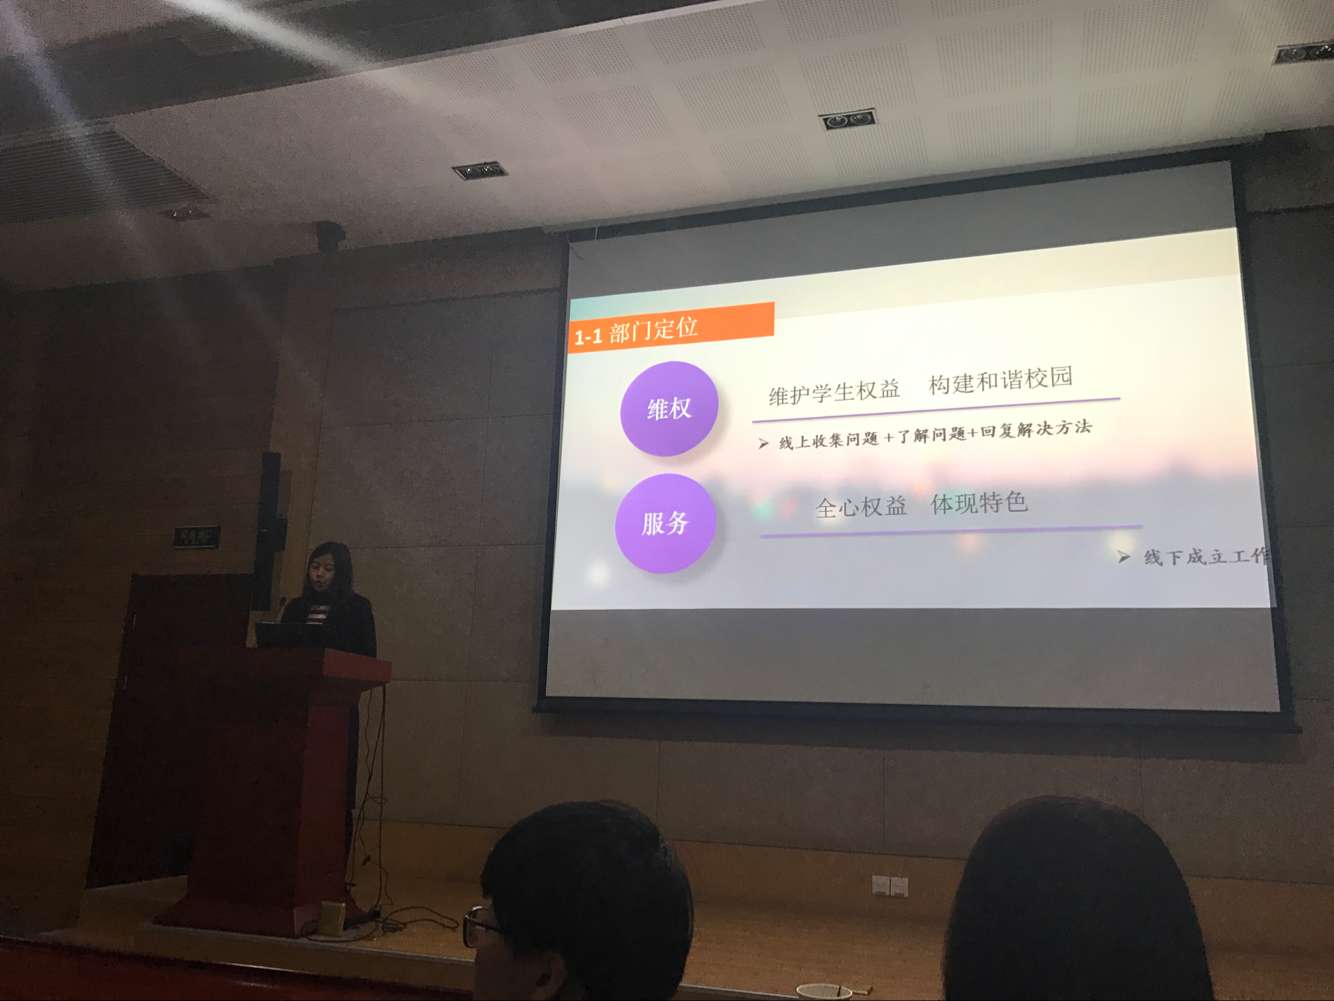 1-1 部门定位
维权
维护学生权益 构建和谐校园
➢ 线上收集问题+了解问题+回复解决方法
服务
全心权益 体现特色
➢ 线下成立工作